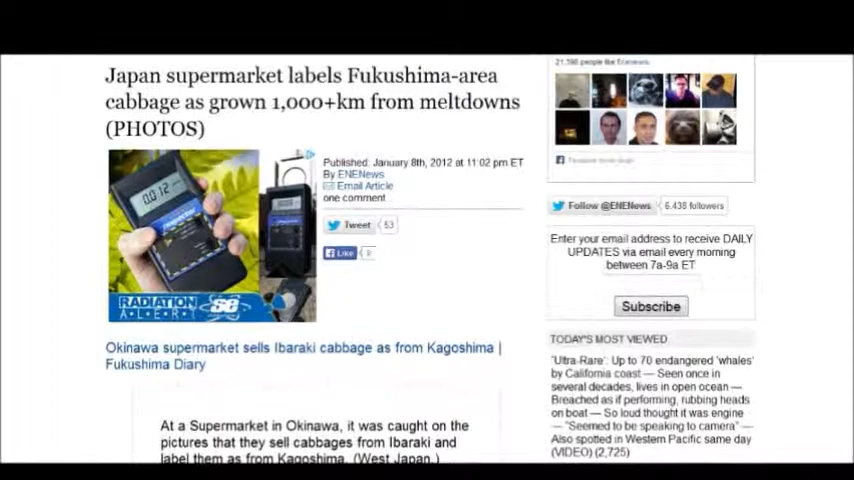 Japan supermarket labels Fukushima-area
cabbage as grown 1,000+km from meltdowns
(PHOTOS)
0.012
RADIATION
ALERT
se
Published: January 8th, 2012 at 11:02 pm ET
By ENENews
Email Article
one comment
Tweet 53
Like
Okinawa supermarket sells Ibaraki cabbage as from Kagoshima |
Fukushima Diary
At a Supermarket in Okinawa, it was caught on the
pictures that they sell cabbages from Ibaraki and
label them as from Kagoshima. (West Japan.)
people like Enenews.
Follow @ENENews 6,438 followers
Enter your email address to receive DAILY
UPDATES via email every morning
between 7a-9a ET
Subscribe
TODAY'S MOST VIEWED
'Ultra-Rare': Up to 70 endangered 'whales'
by California coast — Seen once in
several decades, lives in open ocean —
Breached as if performing, rubbing heads
on boat — So loud thought it was engine
— "Seemed to be speaking to camera" —
Also spotted in Western Pacific same day
(VIDEO) (2,725)